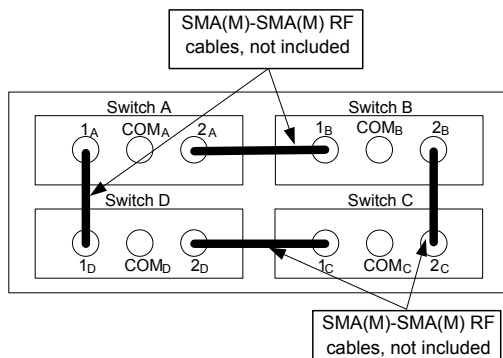 SMA(M)-SMA(M) RF
cables, not included
Switch A
Switch B
1A COMA 2A
1B COMB 2B
Switch D
Switch C
1D COMD 2D
1C COMC 2C
SMA(M)-SMA(M) RF
cables, not included